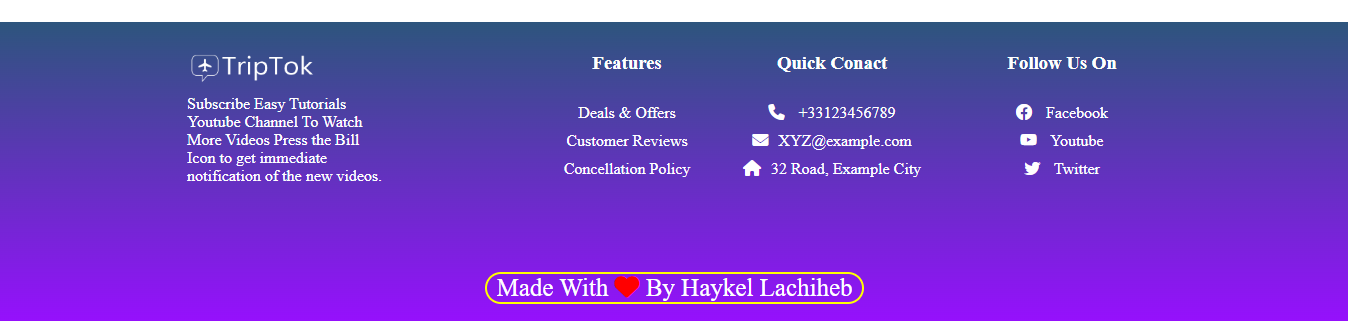 TripTok
Subscribe Easy Tutorials
Youtube Channel To Watch
More Videos Press the Bill
Icon to get immediate
notification of the new videos.
Features
Deals & Offers
Customer Reviews
Concellation Policy
Quick Conact
+33123456789
XYZ@example.com
32 Road, Example City
Follow Us On
Facebook
Youtube
Twitter
Made With ❤ By Haykel Lachiheb